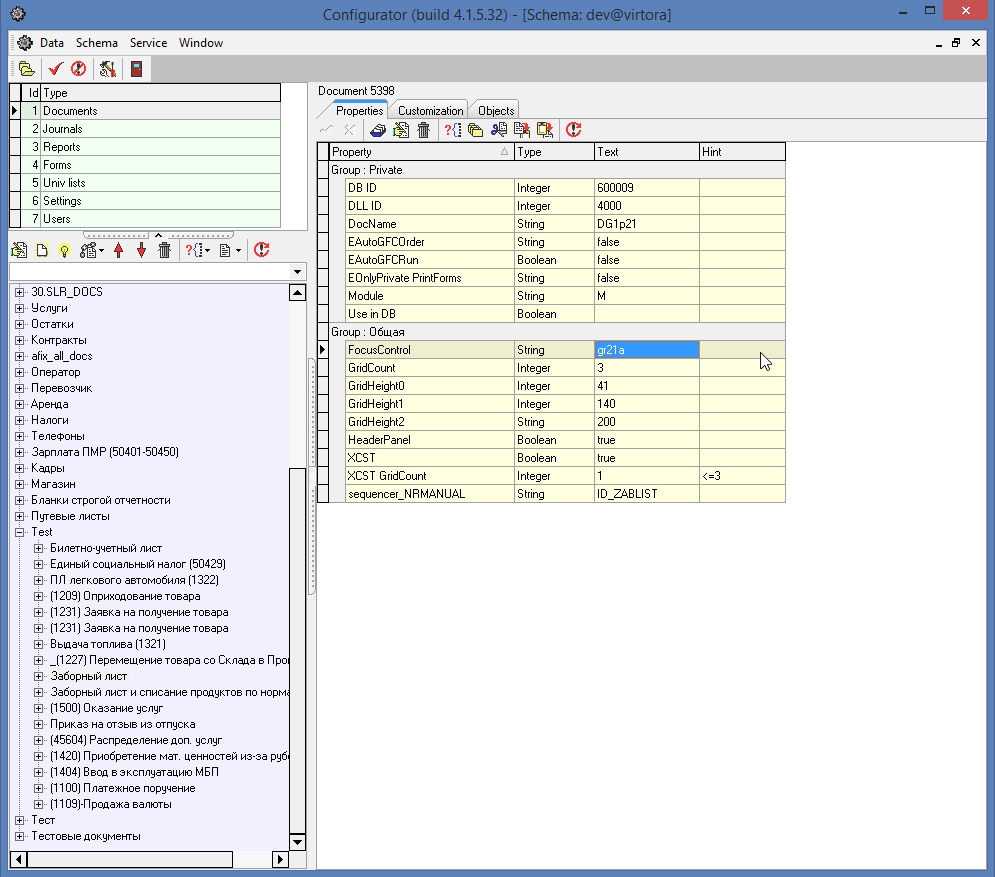 Configurator (build 4.1.5.32) - [Schema: dev@virtora]
Data Schema Service Window
Id Type
1 Documents
2 Journals
3 Reports
4 Forms
5 Univ lists
6 Settings
7 Users
30.SLR_DOCS
Услуги
Остатки
Контракты
afix_all_docs
Оператор
Перевозчик
Аренда
Налоги
Телефоны
Зарплата ПМР (50401-50450)
Кадры
Магазин
Бланки строгой отчетности
Путевые листы
Test
Билетно-учетный лист
Единый социальный налог (50429)
ПЛ легкового автомобиля (1322)
(1209) Оприходование товара
(1231) Заявка на получение товара
(1231) Заявка на получение товара
Выдача топлива (1321)
_(1227) Перемещение товара со Склада в Про
Заборный лист
Заборный лист и списание продуктов по норма
(1500) Оказание услуг
Приказ на отзыв из отпуска
(45604) Распределение доп. услуг
(1420) Приобретение мат. ценностей из-за руб
(1404) Ввод в эксплуатацию МБП
(1100) Платежное поручение
(1109)-Продажа валюты
Тест
Тестовые документы
Document 5398
Properties Customization Objects
Property Type Text Hint
Group : Private
DB ID Integer 600009
DLL ID Integer 4000
DocName String DG1p21
EAutoGFCOrder String false
EAutoGFCRun Boolean false
EOnlyPrivate PrintForms String false
Module String M
Use in DB Boolean
Group : Общая
FocusControl String gr21a
GridCount Integer 3
GridHeight0 Integer 41
GridHeight1 Integer 140
GridHeight2 String 200
HeaderPanel Boolean true
XCST Boolean true
XCST GridCount Integer 1 <=3
sequencer_NRMANUAL String ID_ZABLIST